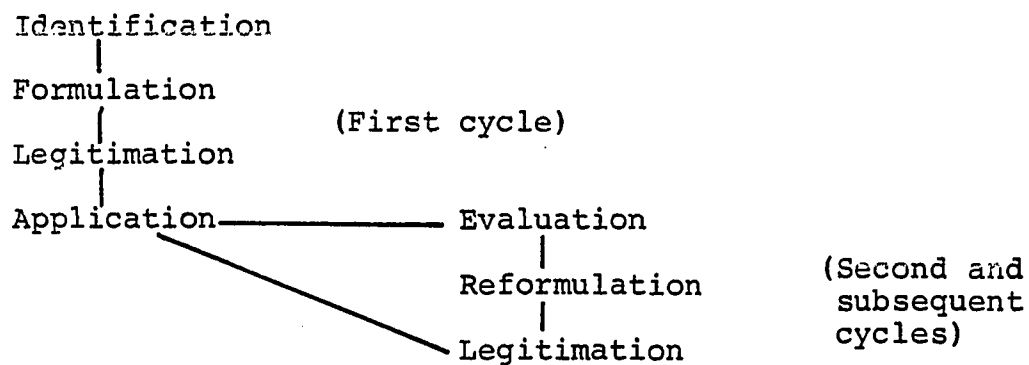 Identification
Formulation
(First cycle)
Legitimation
Application
Evaluation
Reformulation
Legitimation
(Second and
subsequent
cycles)